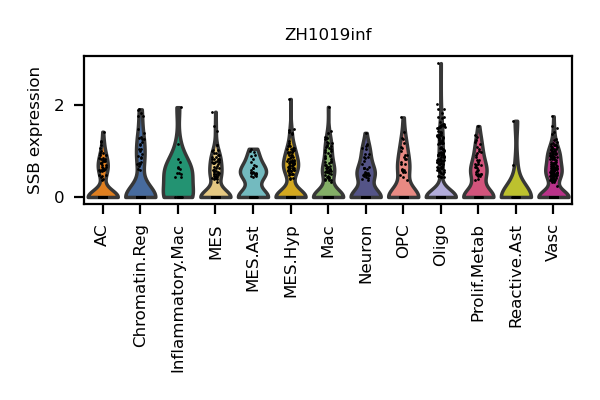 ZH1019inf
SSB expression
2
0
AC
Chromatin.Reg
Inflammatory.Mac
MES
MES.Ast
MES.Hyp
Mac
Neuron
OPC
Oligo
Prolif.Metab
Reactive.Ast
Vasc